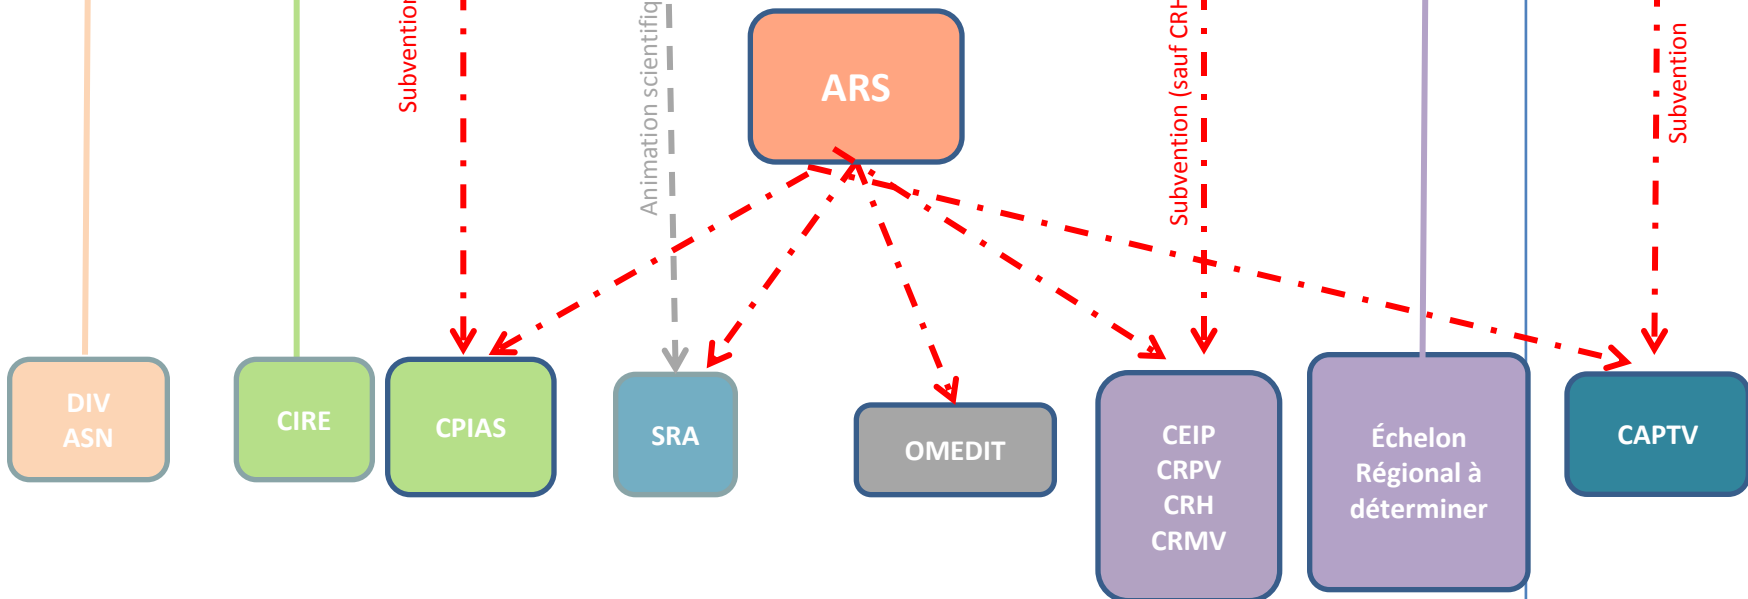 Subvention
Animation scientifiq
ARS
Subvention (sauf CRH
Subvention
DIV
ASN
CIRE
CPIAS
SRA
OMEDIT
CEIP
CRPV
CRH
CRMV
Échelon
Régional à
déterminer
CAPTV